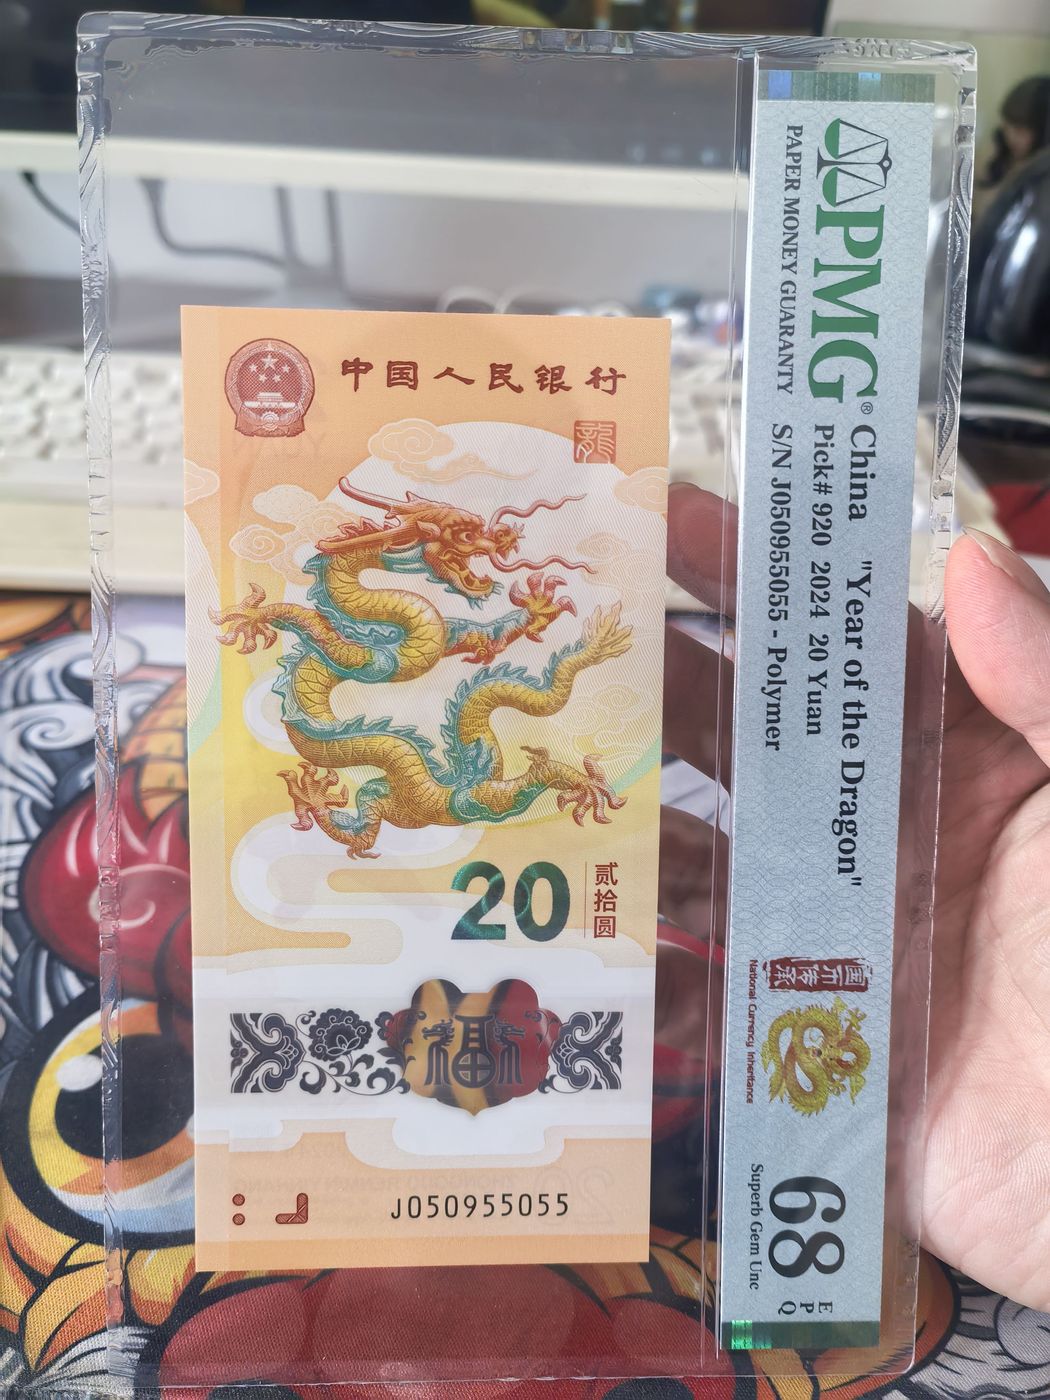 中国人民银行
龍
20
贰拾圆
福
J050955055
PMG®
PAPER MONEY GUARANTY
China "Year of the Dragon"
Pick# 920 2024 20 Yuan
S/N J050955055 - Polymer
国币传承
National Currency Inheritance
68
EPQ
Superb Gem Unc